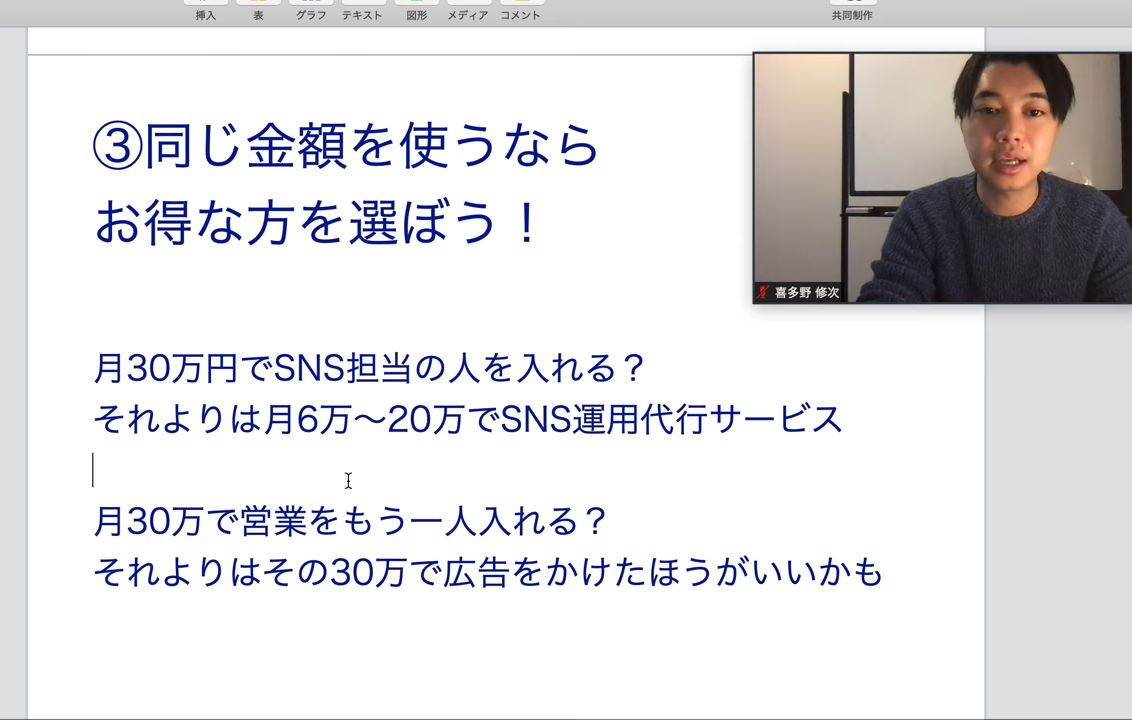 挿入 表 グラフ テキスト 図形 メディア コメント 共同制作
③同じ金額を使うなら
お得な方を選ぼう！
喜多野 修次
月30万円でSNS担当の人を入れる？
それよりは月6万〜20万でSNS運用代行サービス
月30万で営業をもう一人入れる？
それよりはその30万で広告をかけたほうがいいかも